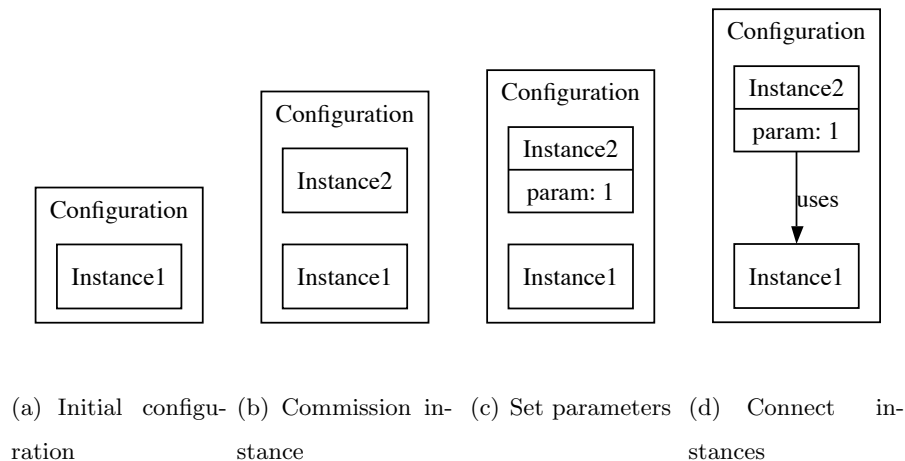 Configuration
Instance1
Configuration
Instance2
Instance1
Configuration
Instance2
param: 1
Instance1
Configuration
Instance2
param: 1
uses
Instance1
(a) Initial configu-
ration
(b) Commission in-
stance
(c) Set parameters
(d) Connect in-
stances